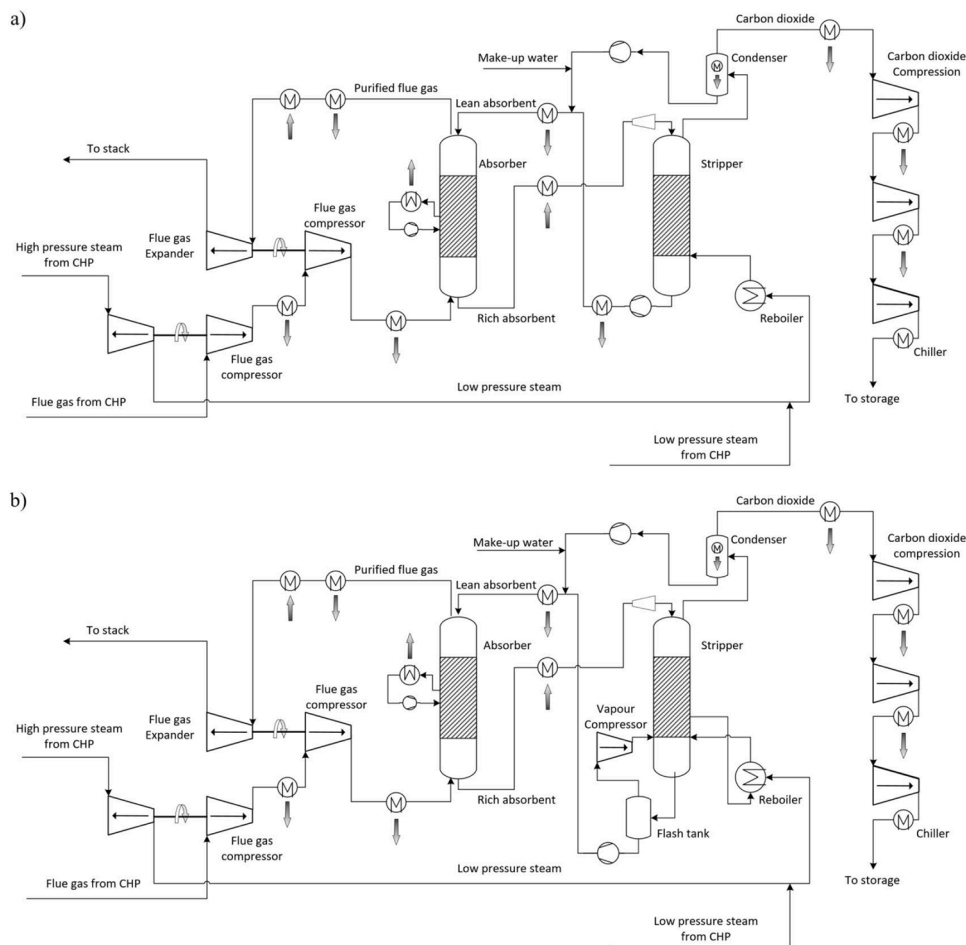 a)
Carbon dioxide
Make-up water
Condenser
Carbon dioxide
Compression
Purified flue gas
Lean absorbent
To stack
Absorber
Stripper
Flue gas
compressor
High pressure steam
from CHP
Flue gas
Expander
Rich absorbent
Reboiler
Flue gas
compressor
Chiller
Flue gas from CHP
Low pressure steam
To storage
Low pressure steam
from CHP
b)
Carbon dioxide
Make-up water
Condenser
Carbon dioxide
compression
Purified flue gas
Lean absorbent
To stack
Absorber
Stripper
Flue gas
compressor
Vapour
Compressor
High pressure steam
from CHP
Flue gas
Expander
Rich absorbent
Reboiler
Flash tank
Flue gas
compressor
Chiller
Flue gas from CHP
Low pressure steam
To storage
Low pressure steam
from CHP